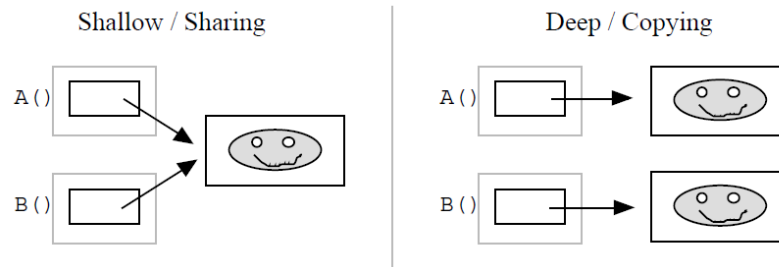 Shallow / Sharing
A()
B()
Deep / Copying
A()
B()